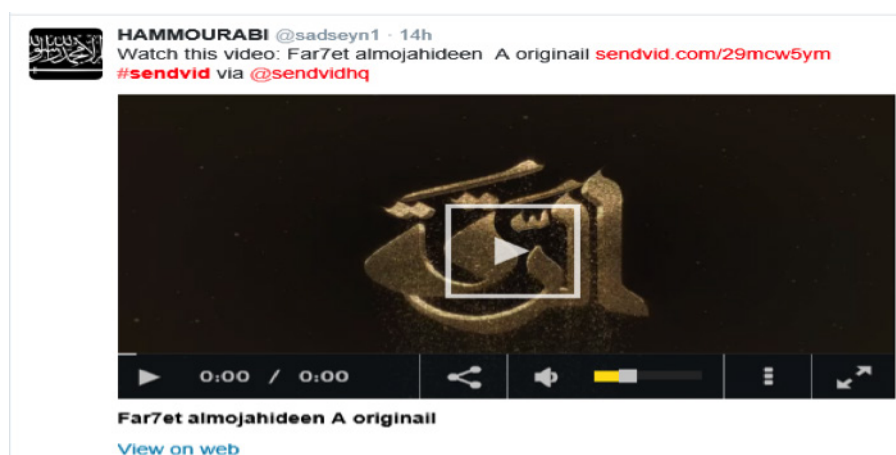 HAMMOURABI @sadseyn1 · 14h
Watch this video: Far7et almojahideen A originail sendvid.com/29mcw5ym
#sendvid via @sendvidhq
0:00 / 0:00
Far7et almojahideen A originail
View on web